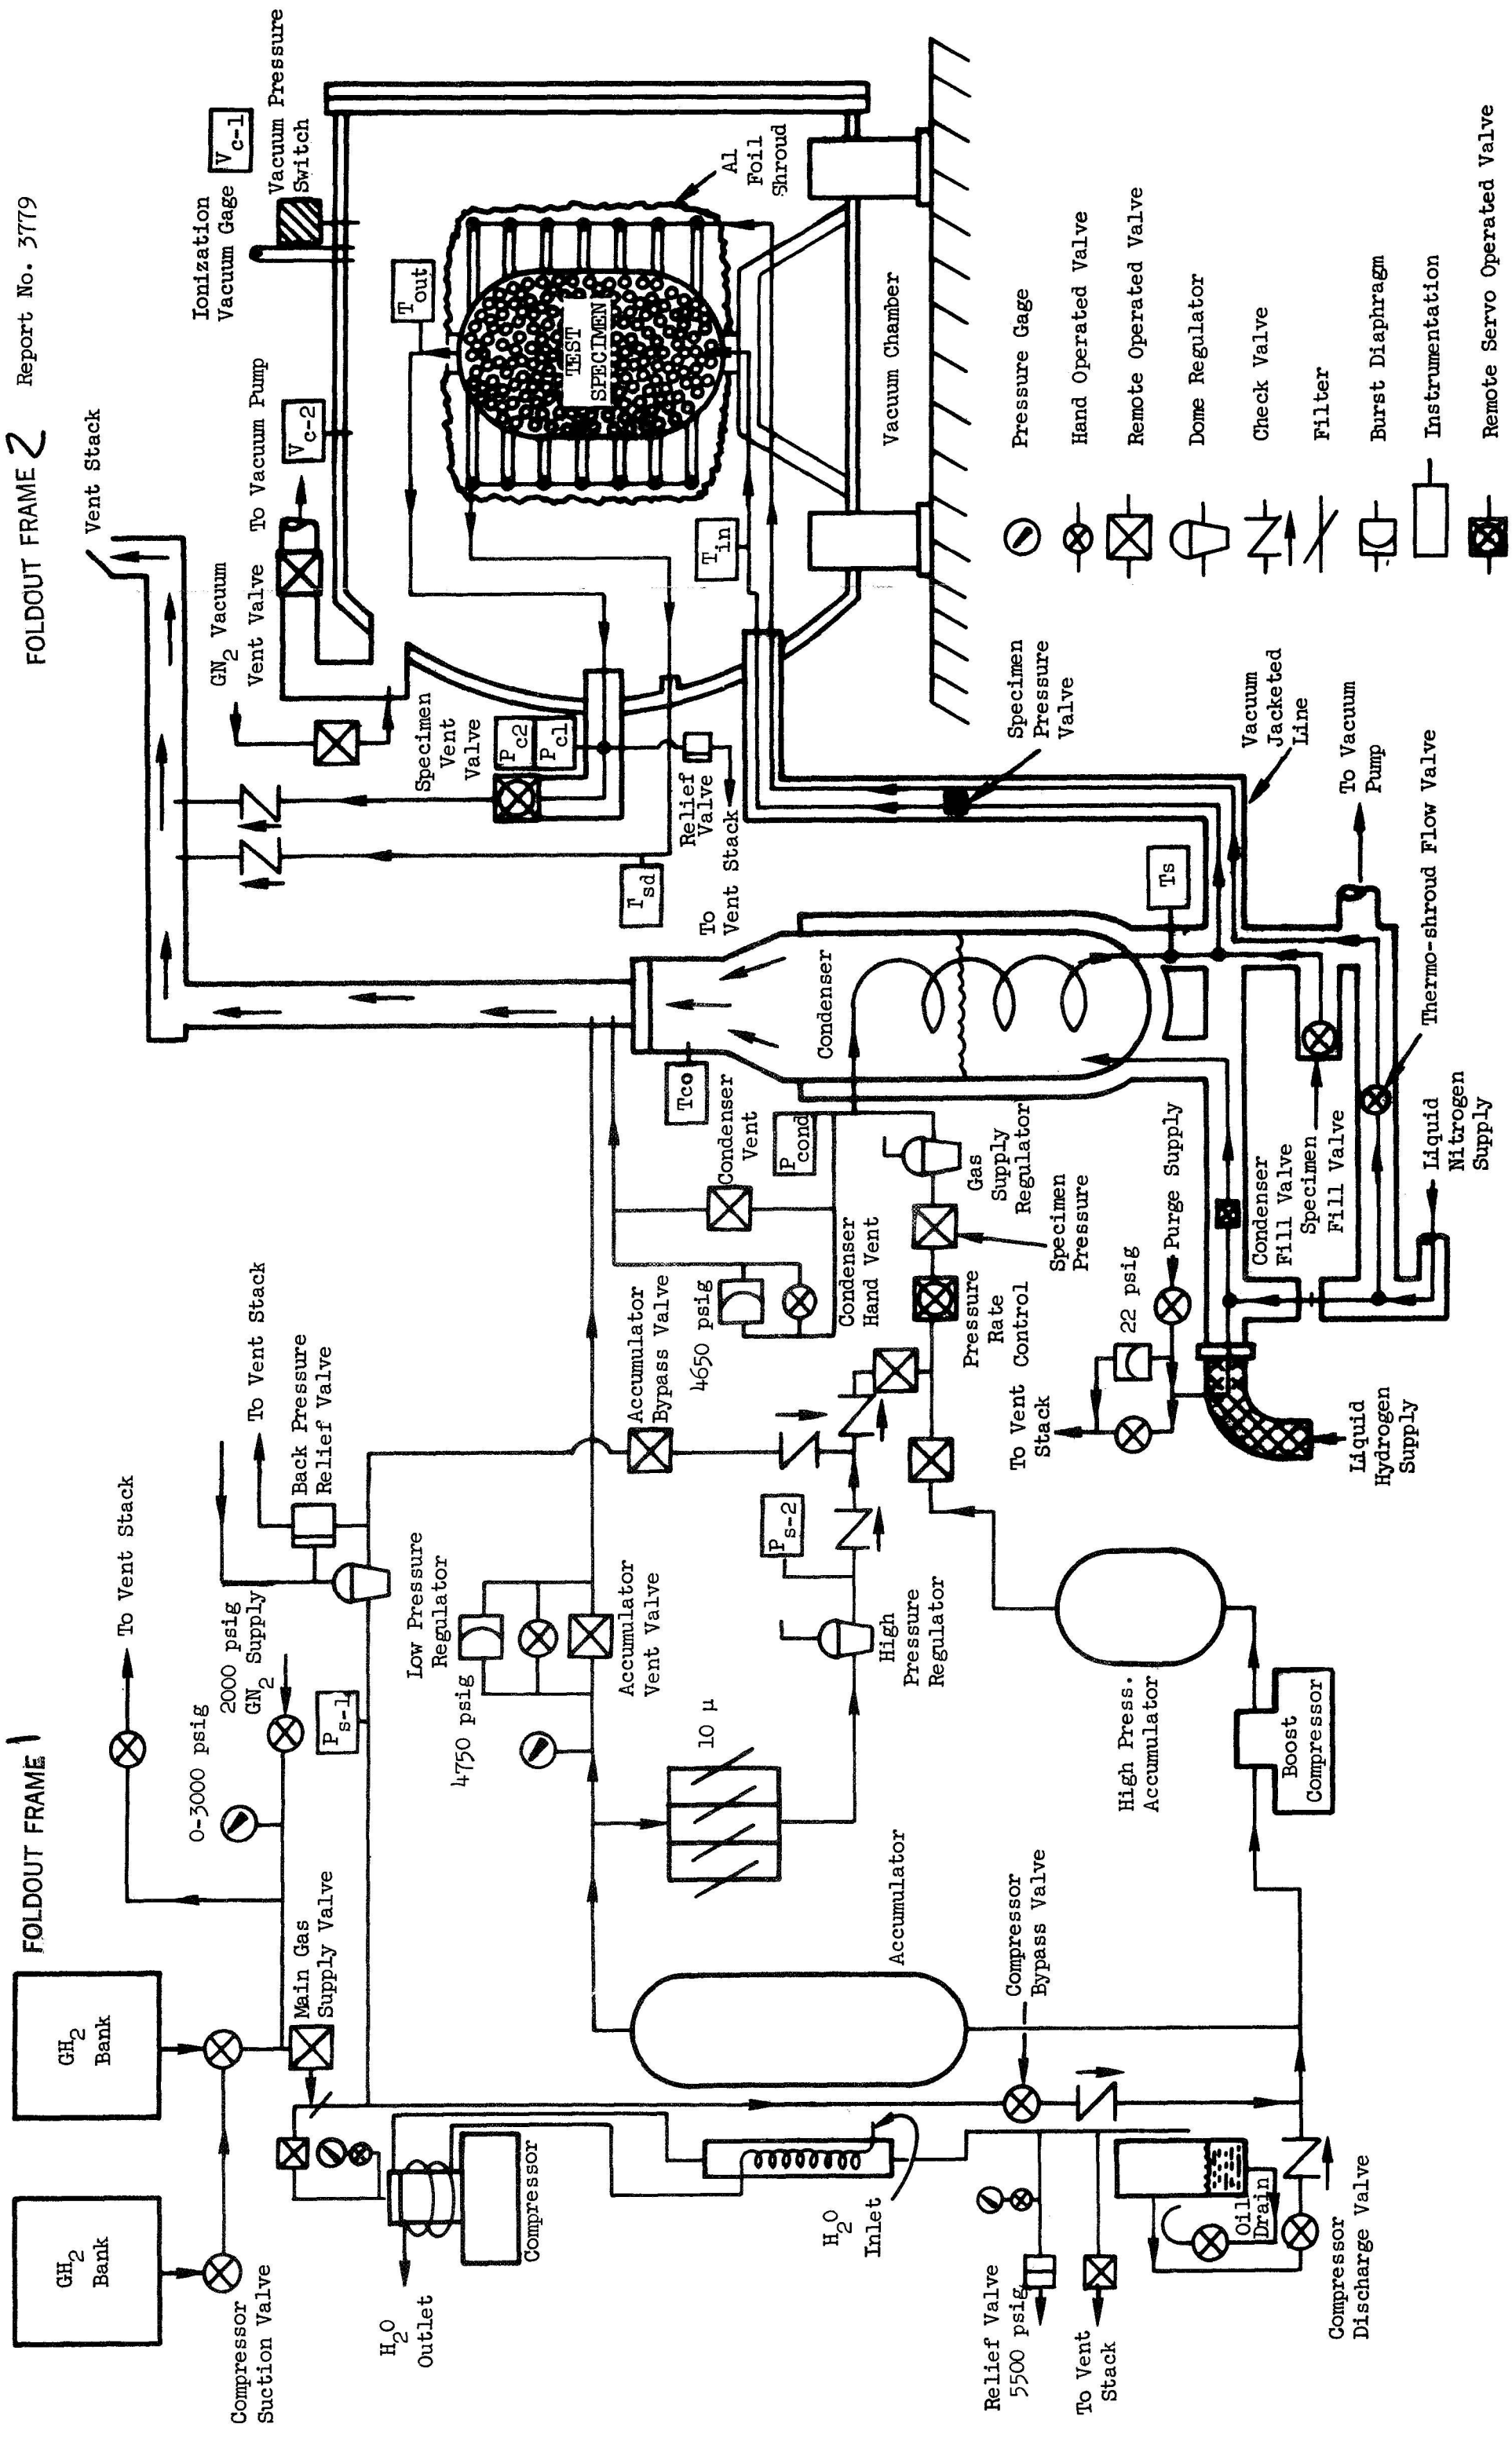 FOLDOUT FRAME 1
FOLDOUT FRAME 2
Report No. 3779
GH2
Bank
GH2
Bank
Compressor
Suction Valve
Main Gas
Supply Valve
0-3000 psig
2000 psig
GN2 Supply
To Vent Stack
To Vent Stack
Back Pressure
Relief Valve
Ps-1
Low Pressure
Regulator
4750 psig
Accumulator
Vent Valve
10 μ
High
Pressure
Regulator
Ps-2
Accumulator
Bypass Valve
4650 psig
Condenser
Hand Vent
Condenser
Vent
Pcond
Tco
Condenser
Gas
Supply
Regulator
Specimen
Pressure
Pressure
Rate
Control
H2O
Outlet
Compressor
H2O
Inlet
Accumulator
Compressor
Bypass Valve
Relief Valve
5500 psig
To Vent
Stack
Oil
Drain
Compressor
Discharge Valve
Boost
Compressor
High Press.
Accumulator
To Vent
Stack
22 psig
Purge Supply
Liquid
Hydrogen
Supply
Condenser
Fill Valve
Specimen
Fill Valve
Liquid
Nitrogen
Supply
Thermo-shroud Flow Valve
To Vacuum
Pump
Vacuum
Jacketed
Line
Specimen
Pressure
Valve
Ts
Tsd
To
Vent Stack
Relief
Valve
Pc2
Pc1
Specimen
Vent
Valve
GN2 Vacuum
Vent Valve
To Vacuum Pump
Vent Stack
Vc-2
Ionization
Vacuum Gage
Vc-1
Vacuum Pressure
Switch
Tout
TEST
SPECIMEN
Al
Foil
Shroud
Tin
Vacuum Chamber
Pressure Gage
Hand Operated Valve
Remote Operated Valve
Dome Regulator
Check Valve
Filter
Burst Diaphragm
Instrumentation
Remote Servo Operated Valve